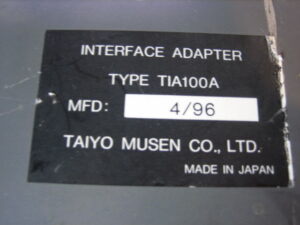 INTERFACE ADAPTER
TYPE TIA100A
MFD: 4/96
TAIYO MUSEN CO., LTD.
MADE IN JAPAN